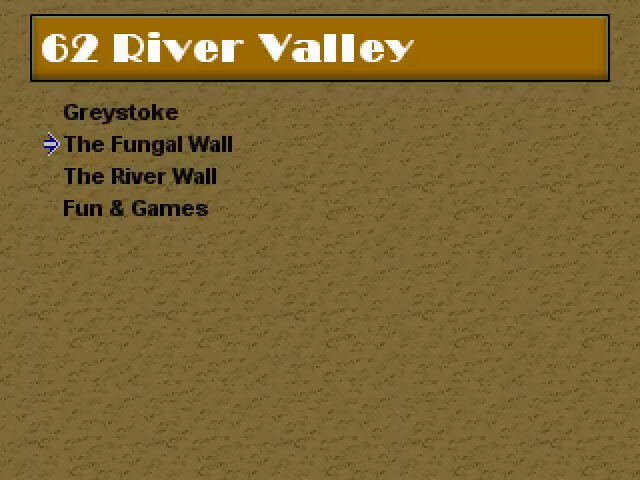 62 River Valley
Greystoke
The Fungal Wall
The River Wall
Fun & Games